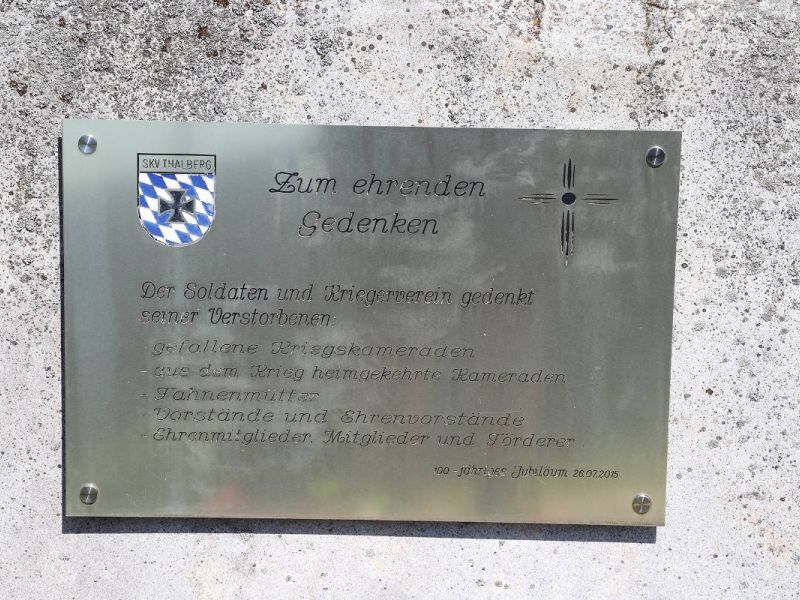 SKV THALBERG
Zum ehrenden
Gedenken
Der Soldaten und Kriegerverein gedenkt
seiner Verstorbenen:
- gefallene Kriegskameraden
- aus dem Krieg heimgekehrte Kameraden
- Fahnenmütter
- Vorstände und Ehrenvorstände
- Ehrenmitglieder, Mitglieder und Förderer
100 - jähriges Jubiläum 26.07.2015